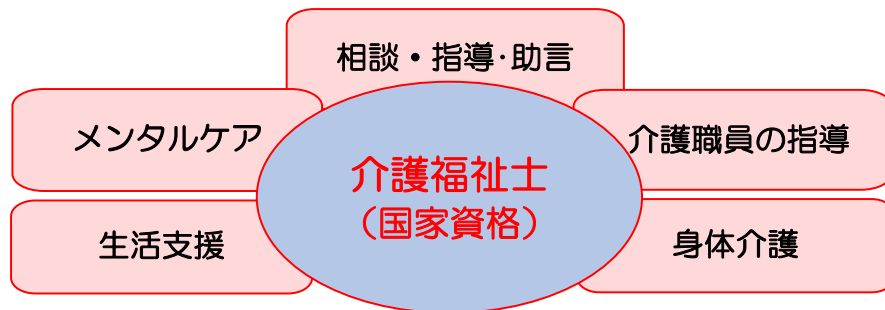 相談・指導・助言
メンタルケア
介護職員の指導
介護福祉士
（国家資格）
生活支援
身体介護